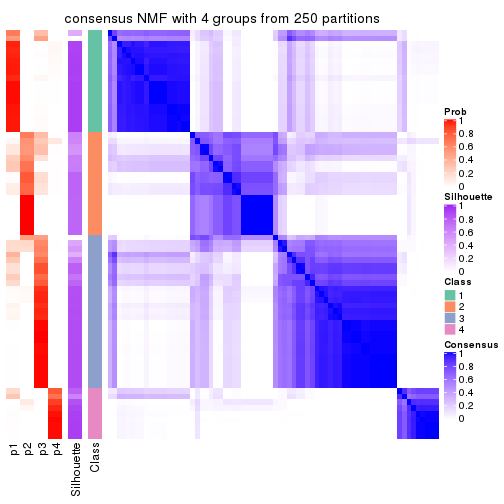 consensus NMF with 4 groups from 250 partitions
Prob
1
0.8
0.6
0.4
0.2
0
Silhouette
1
0.8
0.6
0.4
0.2
0
Class
1
2
3
4
Consensus
1
0.8
0.6
0.4
0.2
0
p1
p2
p3
p4
Silhouette
Class